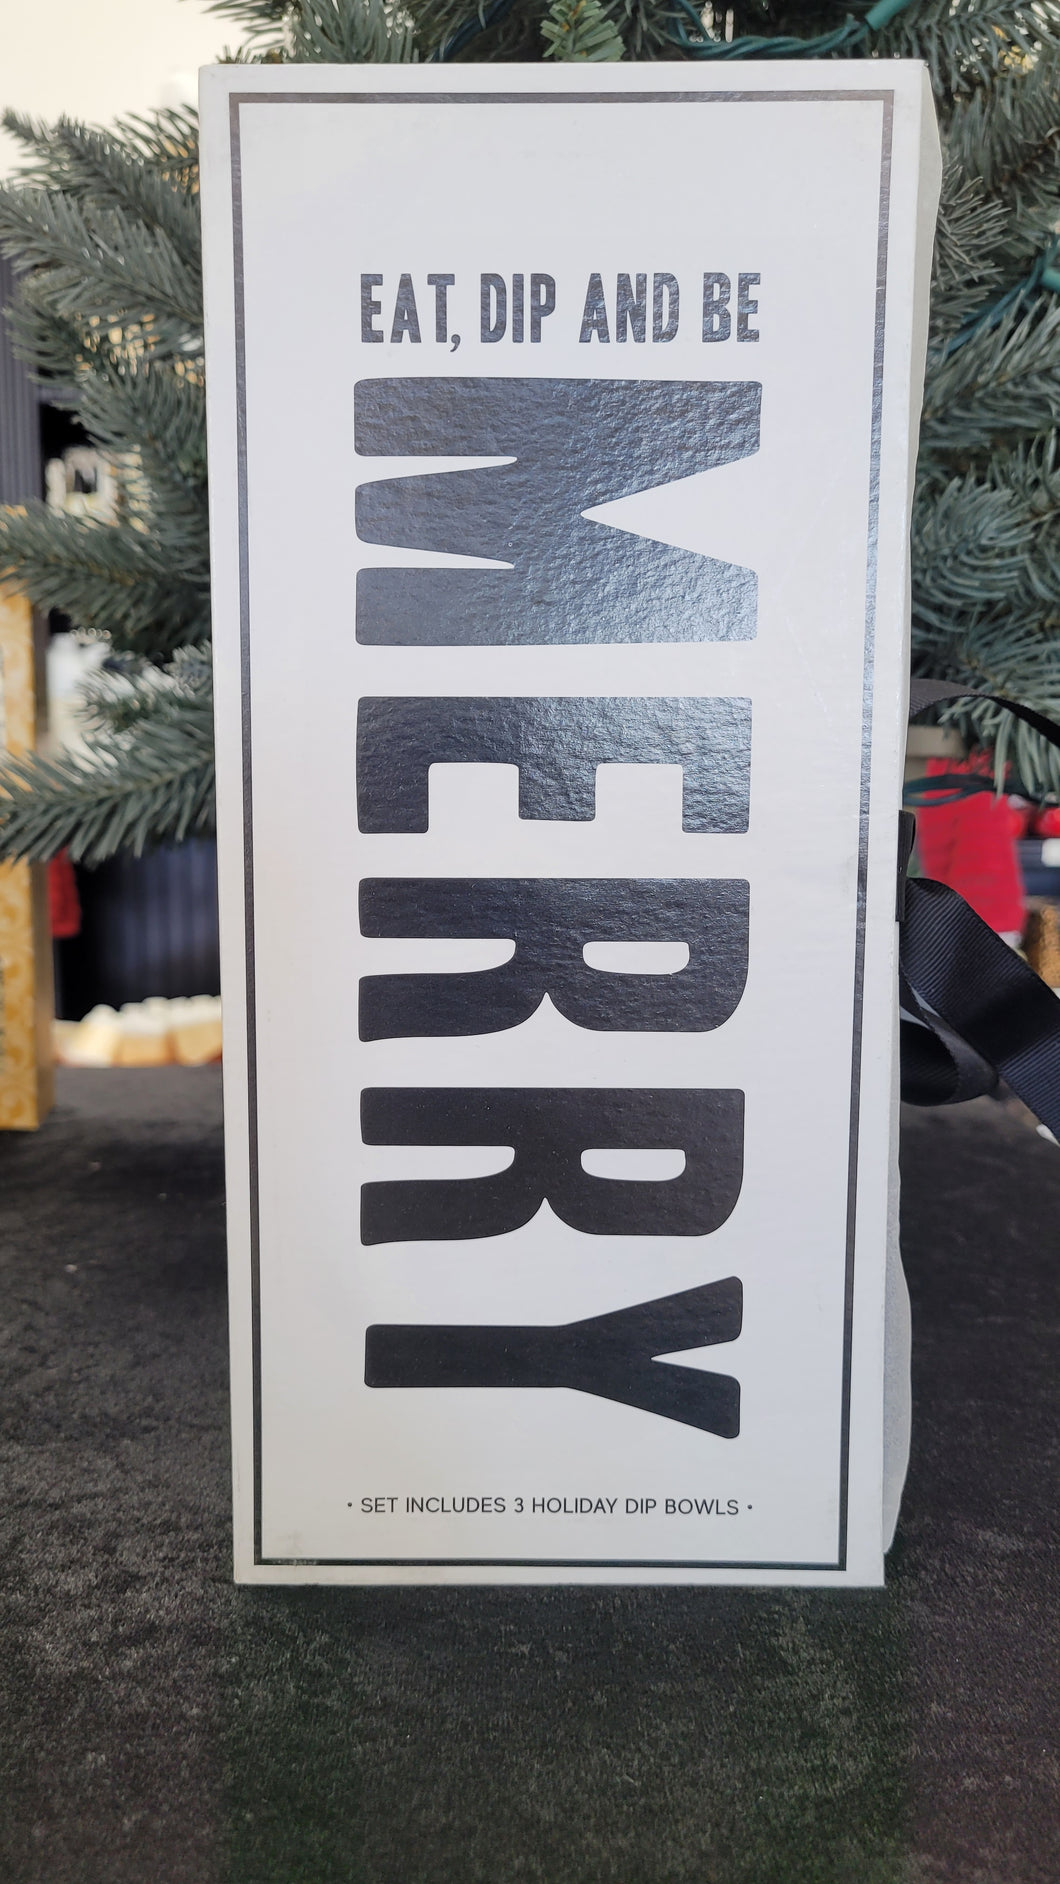 EAT, DIP AND BE
MERRY
• SET INCLUDES 3 HOLIDAY DIP BOWLS •